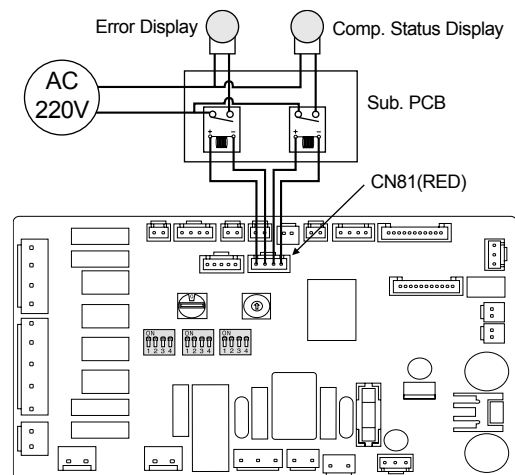 Error Display
Comp. Status Display
AC
220V
Sub. PCB
+ -
+ -
CN81(RED)
ON
1 2 3 4
ON
1 2 3 4
ON
1 2 3 4